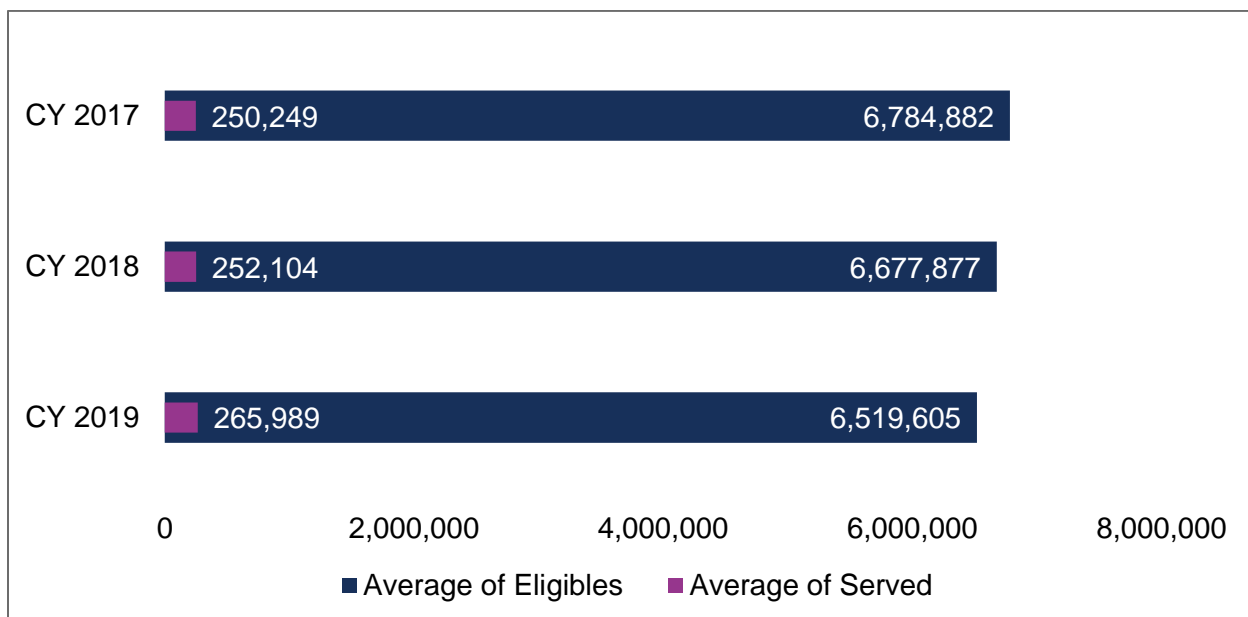 CY 2017 250,249 6,784,882
CY 2018 252,104 6,677,877
CY 2019 265,989 6,519,605
0 2,000,000 4,000,000 6,000,000 8,000,000
Average of Eligibles Average of Served